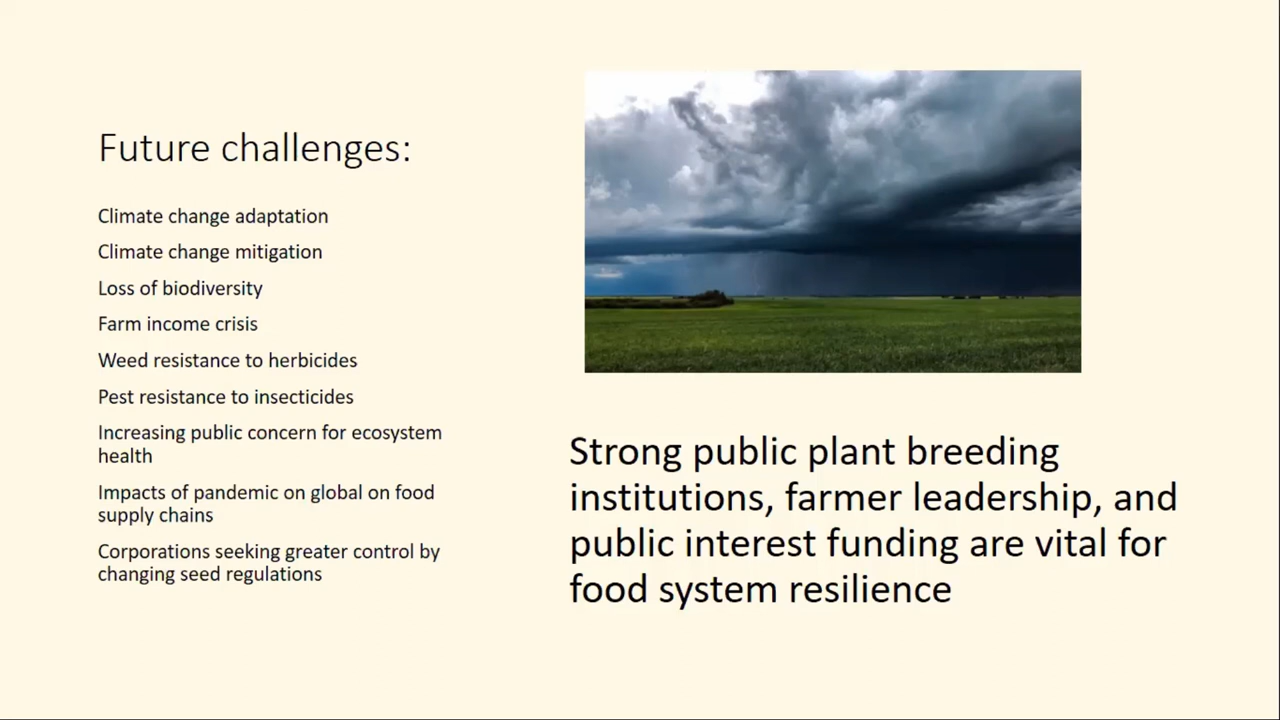 Future challenges:
Climate change adaptation
Climate change mitigation
Loss of biodiversity
Farm income crisis
Weed resistance to herbicides
Pest resistance to insecticides
Increasing public concern for ecosystem
health
Impacts of pandemic on global on food
supply chains
Corporations seeking greater control by
changing seed regulations
Strong public plant breeding
institutions, farmer leadership, and
public interest funding are vital for
food system resilience